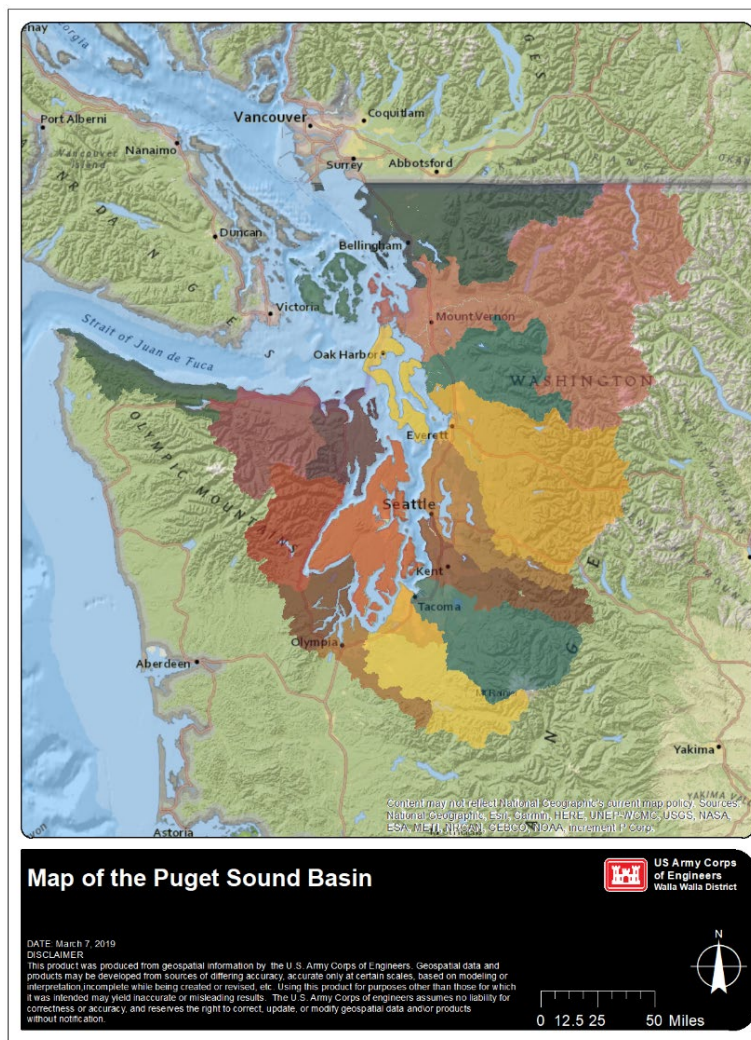 Georgia
Port Alberni
VANCOUVER
Coquitlam
Nanaimo
Surrey
Abbotsford
Duncan
Bellingham
Victoria
Mount Vernon
Strait of Juan de Fuca
Oak Harbor
WASHINGTON
Everett
OLYMPIC MOUNTAINS
Seattle
Kent
Tacoma
Olympia
Aberdeen
Yakima
Astoria
Content may not reflect National Geographic's current map policy. Sources:
National Geographic, Esri, Garmin, HERE, UNEP-WCMC, USGS, NASA,
ESA, METI, NRCAN, GEBCO, NOAA, increment P Corp.
Map of the Puget Sound Basin
US Army Corps
of Engineers
Walla Walla District
DATE: March 7, 2019
DISCLAIMER
This product was produced from geospatial information by the U.S. Army Corps of Engineers. Geospatial data and
products may be developed from sources of differing accuracy, accurate only at certain scales, based on modeling or
interpretation,incomplete while being created or revised, etc. Using this product for purposes other than those for which
it was intended may yield inaccurate or misleading results. The U.S. Army Corps of engineers assumes no liability for
correctness or accuracy, and reserves the right to correct, update, or modify geospatial data and\or products
without notification.
N
0 12.5 25 50 Miles